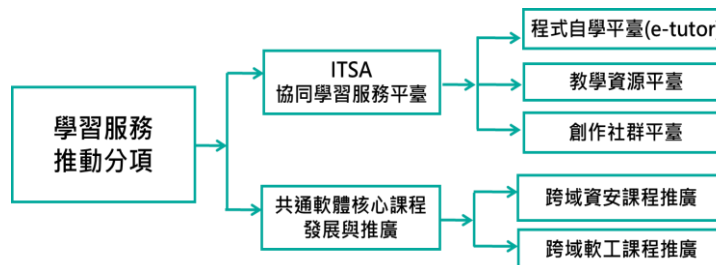 學習服務
推動分項
ITSA
協同學習服務平臺
程式自學平臺(e-tutor)
教學資源平臺
創作社群平臺
共通軟體核心課程
發展與推廣
跨域資安課程推廣
跨域軟工課程推廣